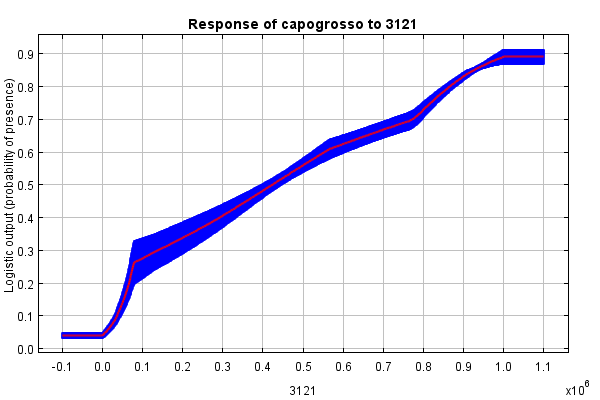 Response of capogrosso to 3121
Logistic output (probability of presence)
0.9
0.8
0.7
0.6
0.5
0.4
0.3
0.2
0.1
0.0
-0.1 0.0 0.1 0.2 0.3 0.4 0.5 0.6 0.7 0.8 0.9 1.0 1.1
3121
x10^6